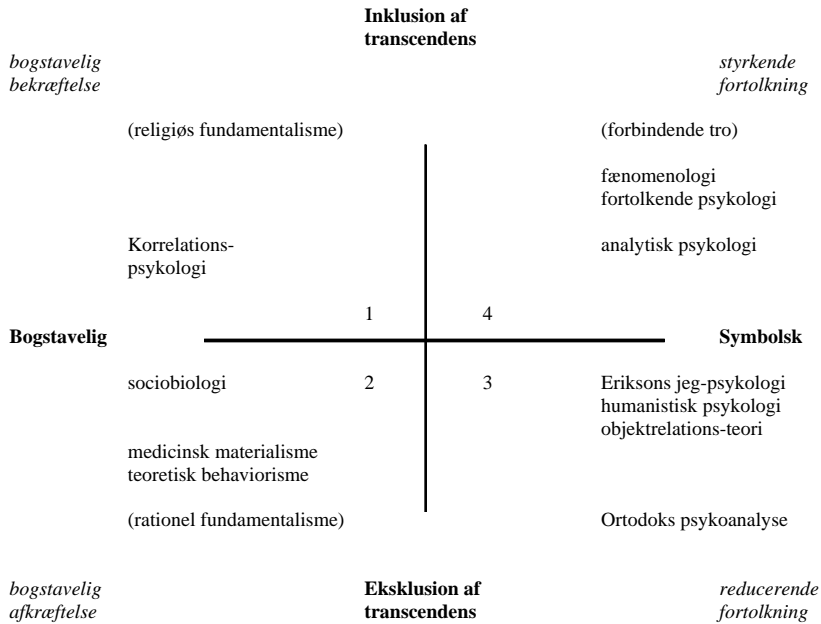 Inklusion af
transcendens
bogstavelig
bekræftelse
styrkende
fortolkning
(religiøs fundamentalisme)
(forbindende tro)
fænomenologi
fortolkende psykologi
Korrelations-
psykologi
analytisk psykologi
1
4
Bogstavelig
Symbolsk
sociobiologi
2
3
Eriksons jeg-psykologi
humanistisk psykologi
objektrelations-teori
medicinsk materialisme
teoretisk behaviorisme
(rationel fundamentalisme)
Ortodoks psykoanalyse
bogstavelig
afkræftelse
Eksklusion af
transcendens
reducerende
fortolkning